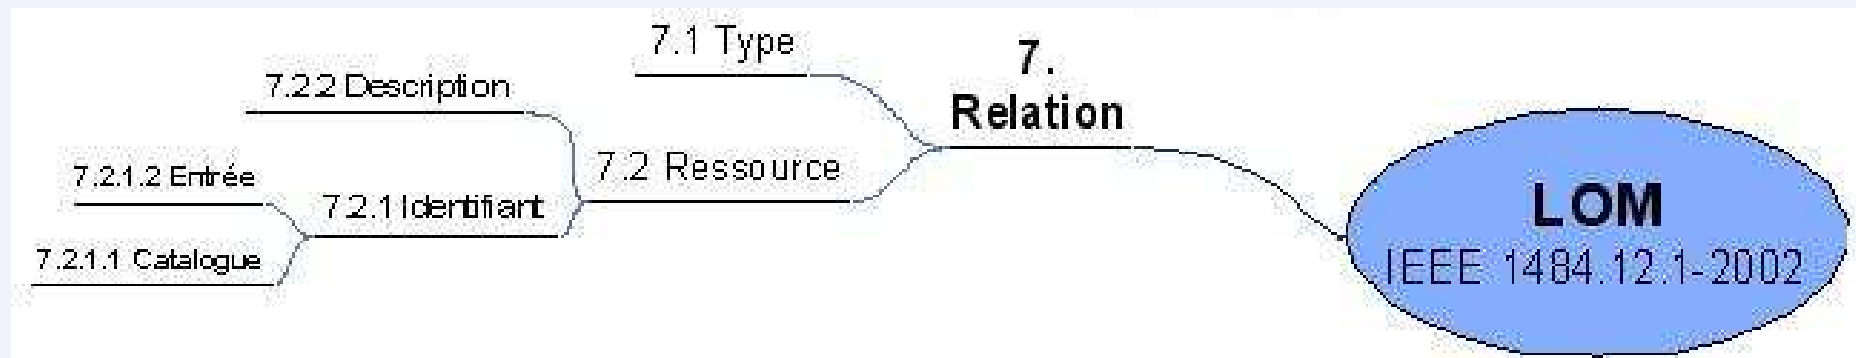 7.1 Type
7.
Relation
7.2.2 Description
7.2 Ressource
7.2.1.2 Entrée
7.2.1 Identifiant
7.2.1.1 Catalogue
LOM
IEEE 1484.12.1-2002